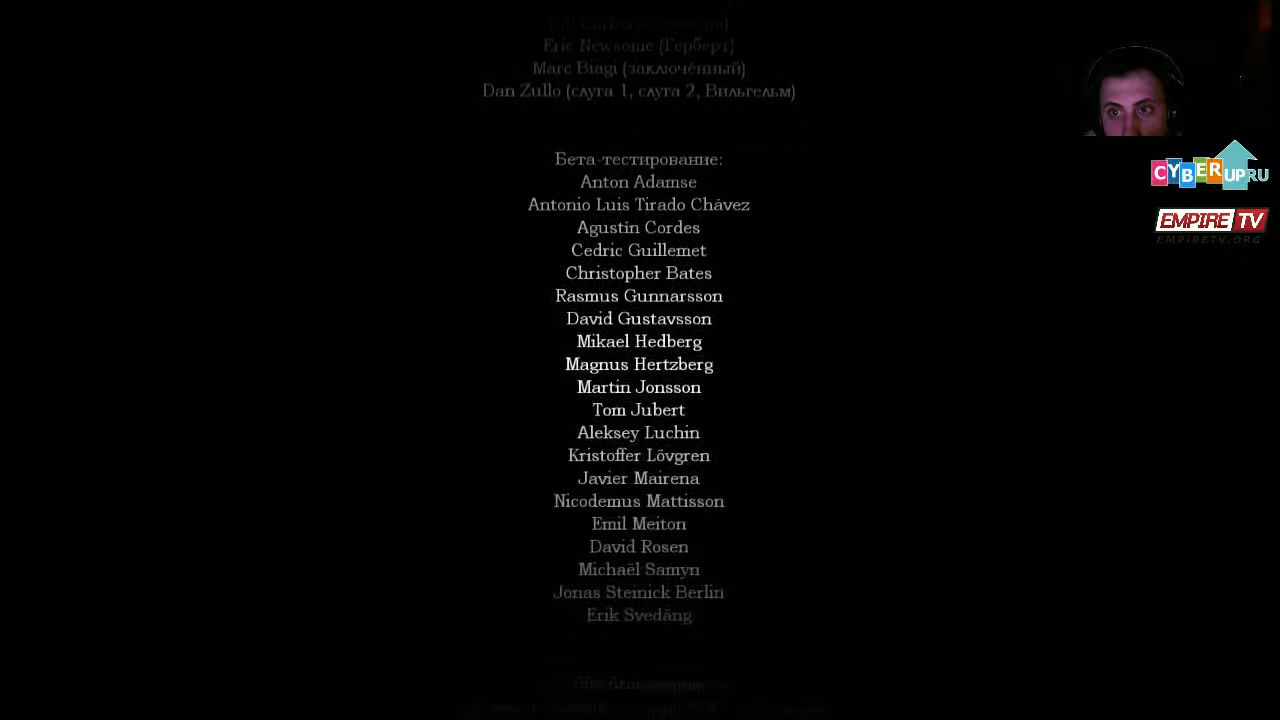 Eric Newsome (Герберт)
Marc Biagi (заключённый)
Dan Zullo (слуга 1, слуга 2, Вильгельм)
Бета-тестирование:
Anton Adamse
Antonio Luis Tirado Chávez
Agustín Cordes
Cedric Guillemet
Christopher Bates
Rasmus Gunnarsson
David Gustavsson
Mikael Hedberg
Magnus Hertzberg
Martin Jonsson
Tom Jubert
Aleksey Luchin
Kristoffer Lövgren
Javier Mairena
Nicodemus Mattisson
Emil Meiton
David Rosen
Michaël Samyn
Jonas Steinick Berlin
Erik Svedäng
CYBERUP.RU
EMPIRE TV
EMPIRETV.ORG